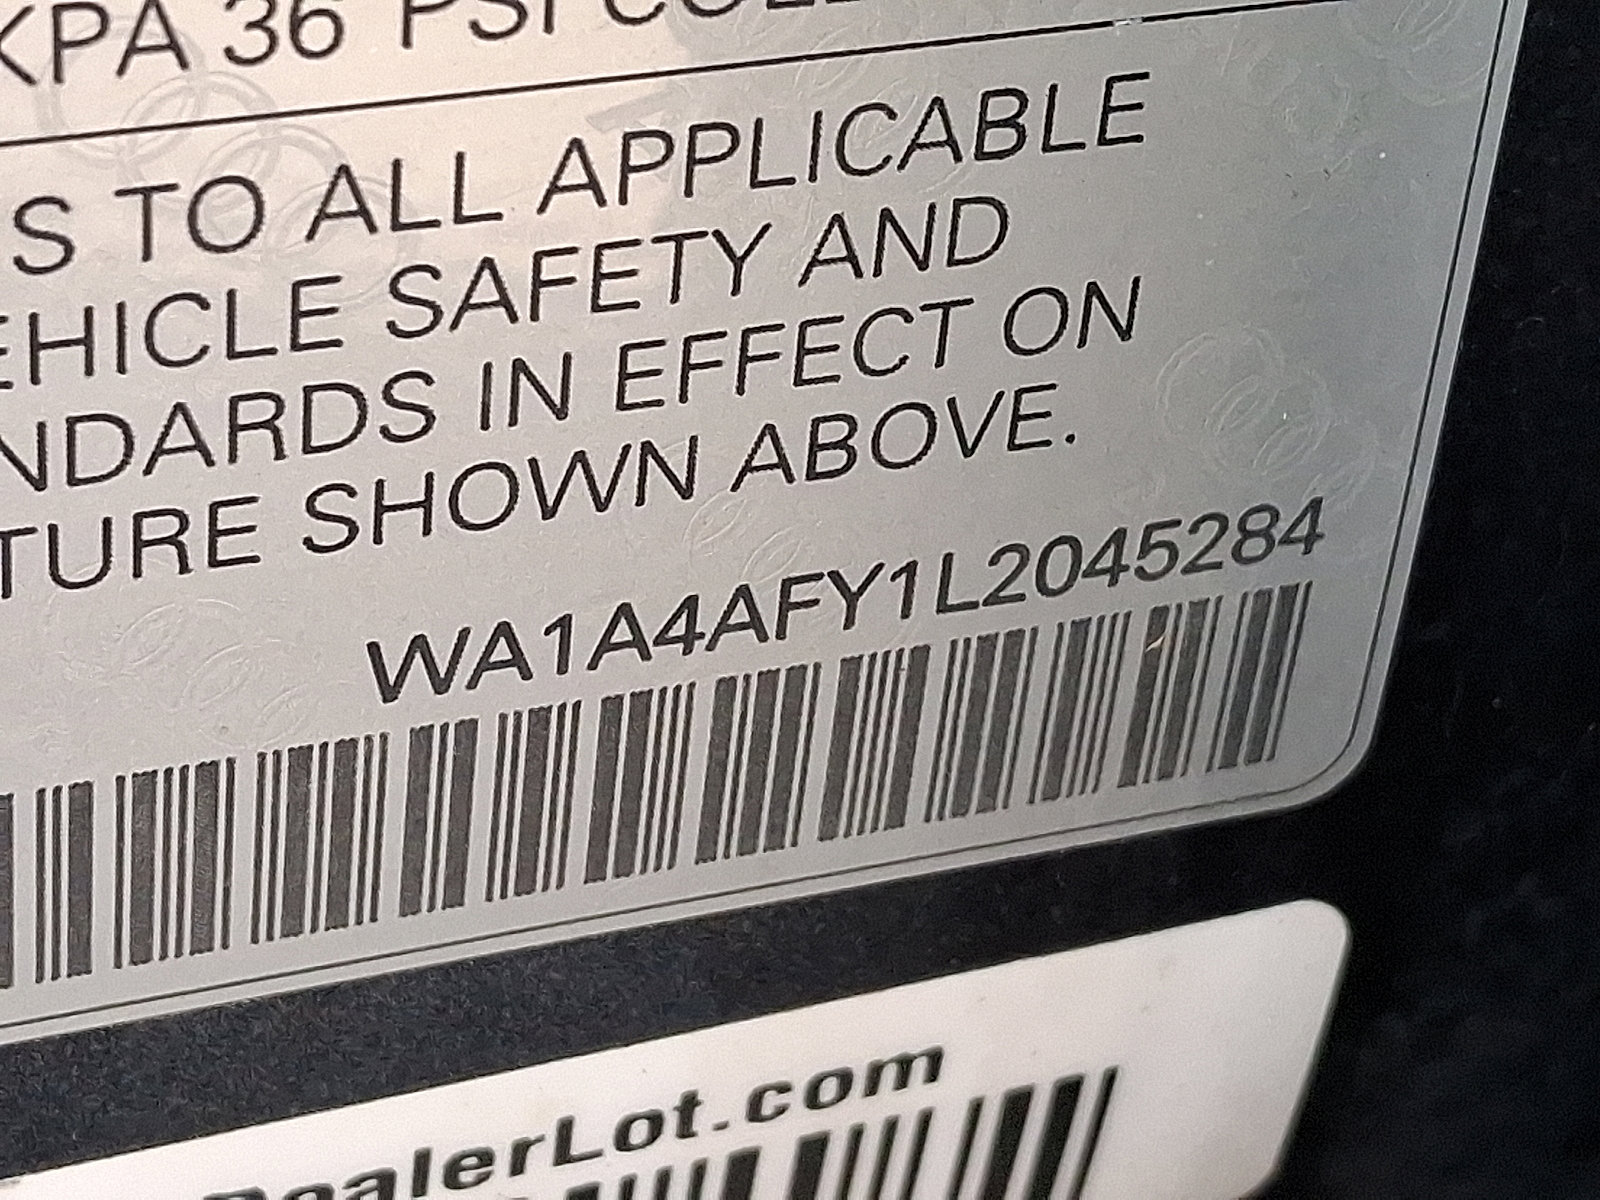 KPA 36 PSI COL
S TO ALL APPLICABLE
EHICLE SAFETY AND
NDARDS IN EFFECT ON
TURE SHOWN ABOVE.
WA1A4AFY1L2045284
DealerLot.com